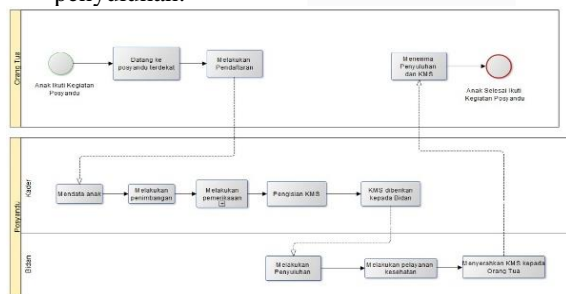 penyuluhan.
Orang Tua
Anak Ikuti Kegiatan
Posyandu
Datang ke
posyandu terdekat
Melakukan
Pendaftaran
Menerima
Penyuluhan
dan KMS
Anak Selesai Ikuti
Kegiatan Posyandu
Posyandu
Kader
Mendata anak
Melakukan
penimbangan
Melakukan
pemeriksaan
Pengisian KMS
KMS diberikan
kepada Bidan
Bidan
Melakukan
Penyuluhan
Melakukan pelayanan
kesehatan
Menyerahkan KMS kepada
Orang Tua